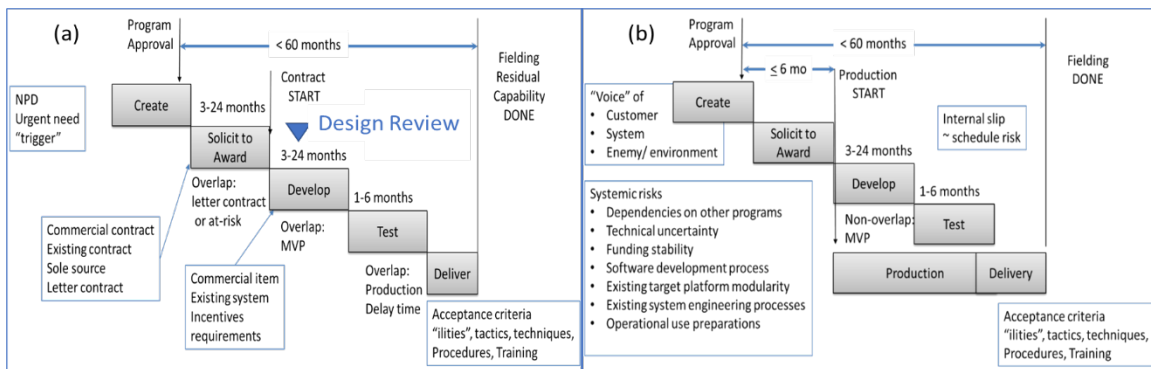 (a)
Program
Approval
< 60 months
Fielding
Residual
Capability
DONE
Contract
START
NPD
Urgent need
"trigger"
Create
3-24 months
Design Review
Solicit to
Award
3-24 months
Overlap:
letter contract
or at-risk
Develop
1-6 months
Commercial contract
Existing contract
Sole source
Letter contract
Overlap:
MVP
Test
Commercial item
Existing system
Incentives
requirements
Overlap:
Production
Delay time
Deliver
Acceptance criteria
"ilities", tactics, techniques,
Procedures, Training
(b)
Program
Approval
< 60 months
Fielding
DONE
≤ 6 mo
Production
START
"Voice" of
• Customer
• System
• Enemy/ environment
Create
Internal slip
~ schedule risk
Solicit to
Award
3-24 months
Develop
1-6 months
Systemic risks
• Dependencies on other programs
• Technical uncertainty
• Funding stability
• Software development process
• Existing target platform modularity
• Existing system engineering processes
• Operational use preparations
Non-overlap:
MVP
Test
Production
Delivery
Acceptance criteria
"ilities", tactics, techniques,
Procedures, Training